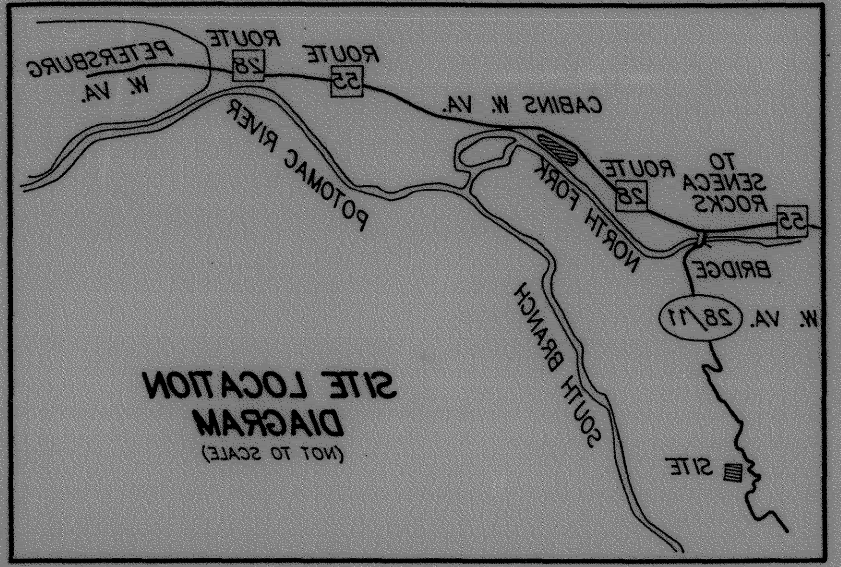 PETERSBURG
W. VA.
ROUTE
28
ROUTE
55
CABINS W. VA.
POTOMAC RIVER
NORTH FORK
ROUTE
28
TO
SENECA
ROCKS
55
BRIDGE
W. VA.
28/11
SOUTH BRANCH
SITE LOCATION
DIAGRAM
(NOT TO SCALE)
SITE